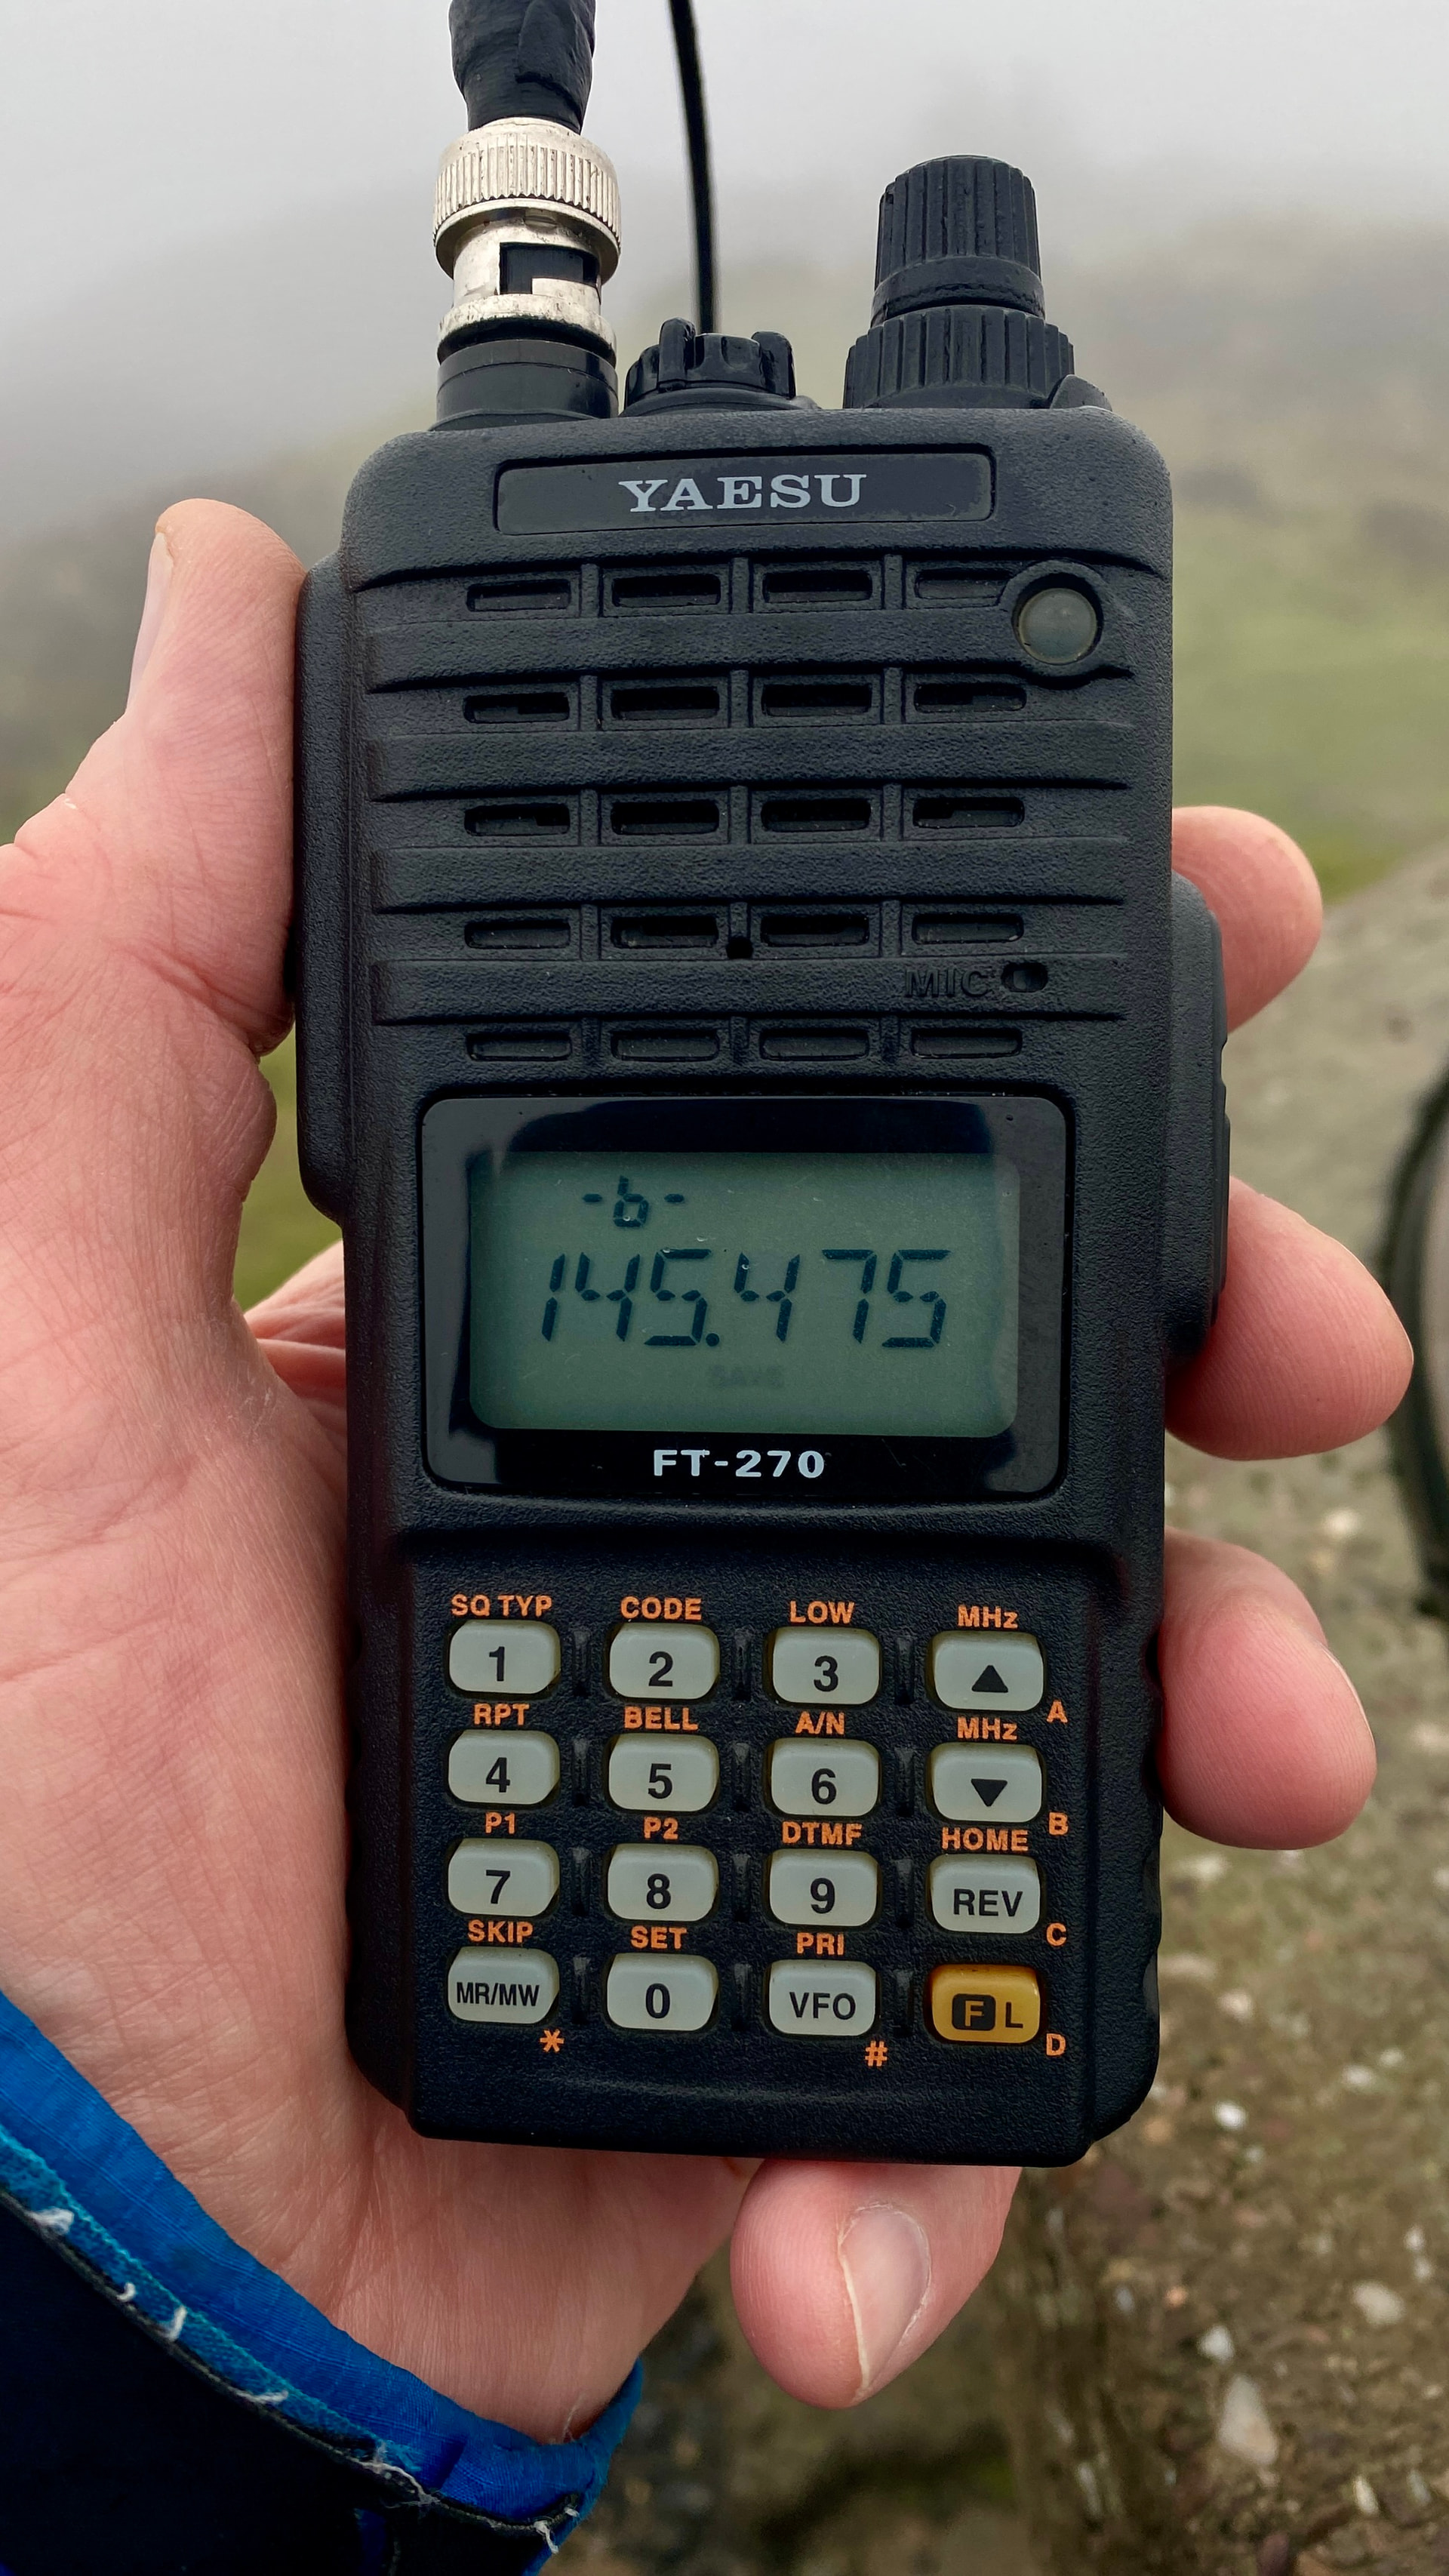 YAESU
MIC
-b-
145.475
SAVE
FT-270
SQ TYP CODE LOW MHz
1 2 3 ▲
A
RPT BELL A/N MHz
4 5 6 ▼
B
P1 P2 DTMF HOME
7 8 9 REV
C
SKIP SET PRI
MR/MW 0 VFO F L
* # D